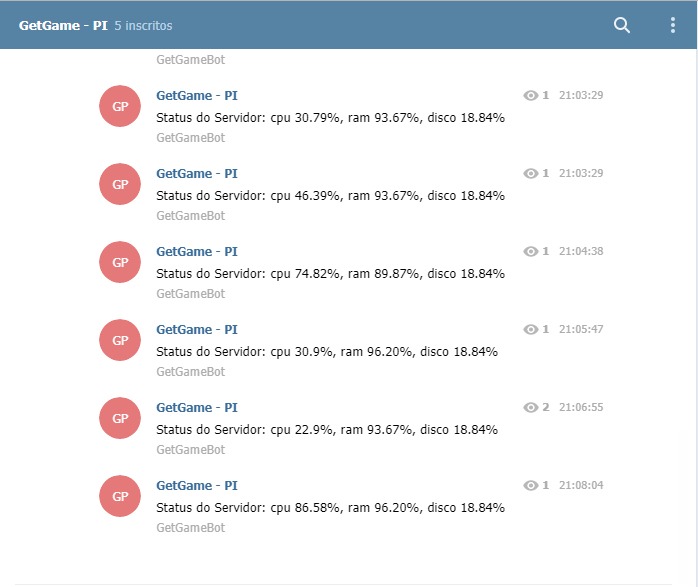 GetGame - PI 5 inscritos
GetGameBot
GP
GetGame - PI 1 21:03:29
Status do Servidor: cpu 30.79%, ram 93.67%, disco 18.84%
GetGameBot
GP
GetGame - PI 1 21:03:29
Status do Servidor: cpu 46.39%, ram 93.67%, disco 18.84%
GetGameBot
GP
GetGame - PI 1 21:04:38
Status do Servidor: cpu 74.82%, ram 89.87%, disco 18.84%
GetGameBot
GP
GetGame - PI 1 21:05:47
Status do Servidor: cpu 30.9%, ram 96.20%, disco 18.84%
GetGameBot
GP
GetGame - PI 2 21:06:55
Status do Servidor: cpu 22.9%, ram 93.67%, disco 18.84%
GetGameBot
GP
GetGame - PI 1 21:08:04
Status do Servidor: cpu 86.58%, ram 96.20%, disco 18.84%
GetGameBot